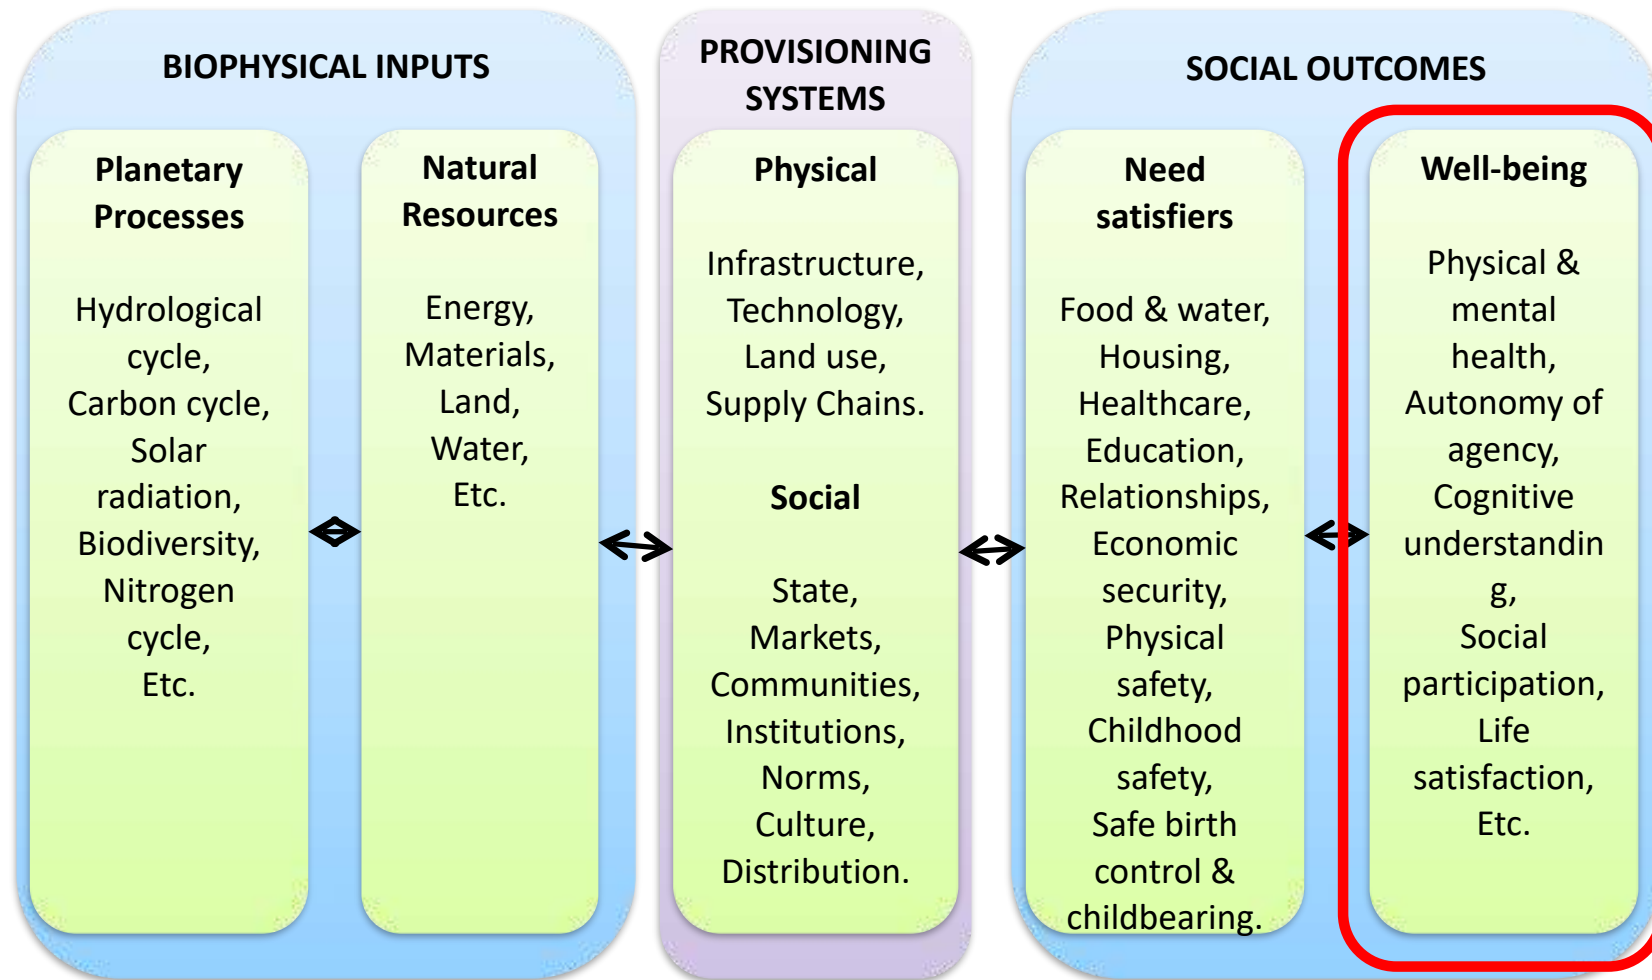 BIOPHYSICAL INPUTS
Planetary
Processes
Hydrological
cycle,
Carbon cycle,
Solar
radiation,
Biodiversity,
Nitrogen
cycle,
Etc.
Natural
Resources
Energy,
Materials,
Land,
Water,
Etc.
PROVISIONING
SYSTEMS
Physical
Infrastructure,
Technology,
Land use,
Supply Chains.
Social
State,
Markets,
Communities,
Institutions,
Norms,
Culture,
Distribution.
SOCIAL OUTCOMES
Need
satisfiers
Food & water,
Housing,
Healthcare,
Education,
Relationships,
Economic
security,
Physical
safety,
Childhood
safety,
Safe birth
control &
childbearing.
Well-being
Physical &
mental
health,
Autonomy of
agency,
Cognitive
understandin
g,
Social
participation,
Life
satisfaction,
Etc.